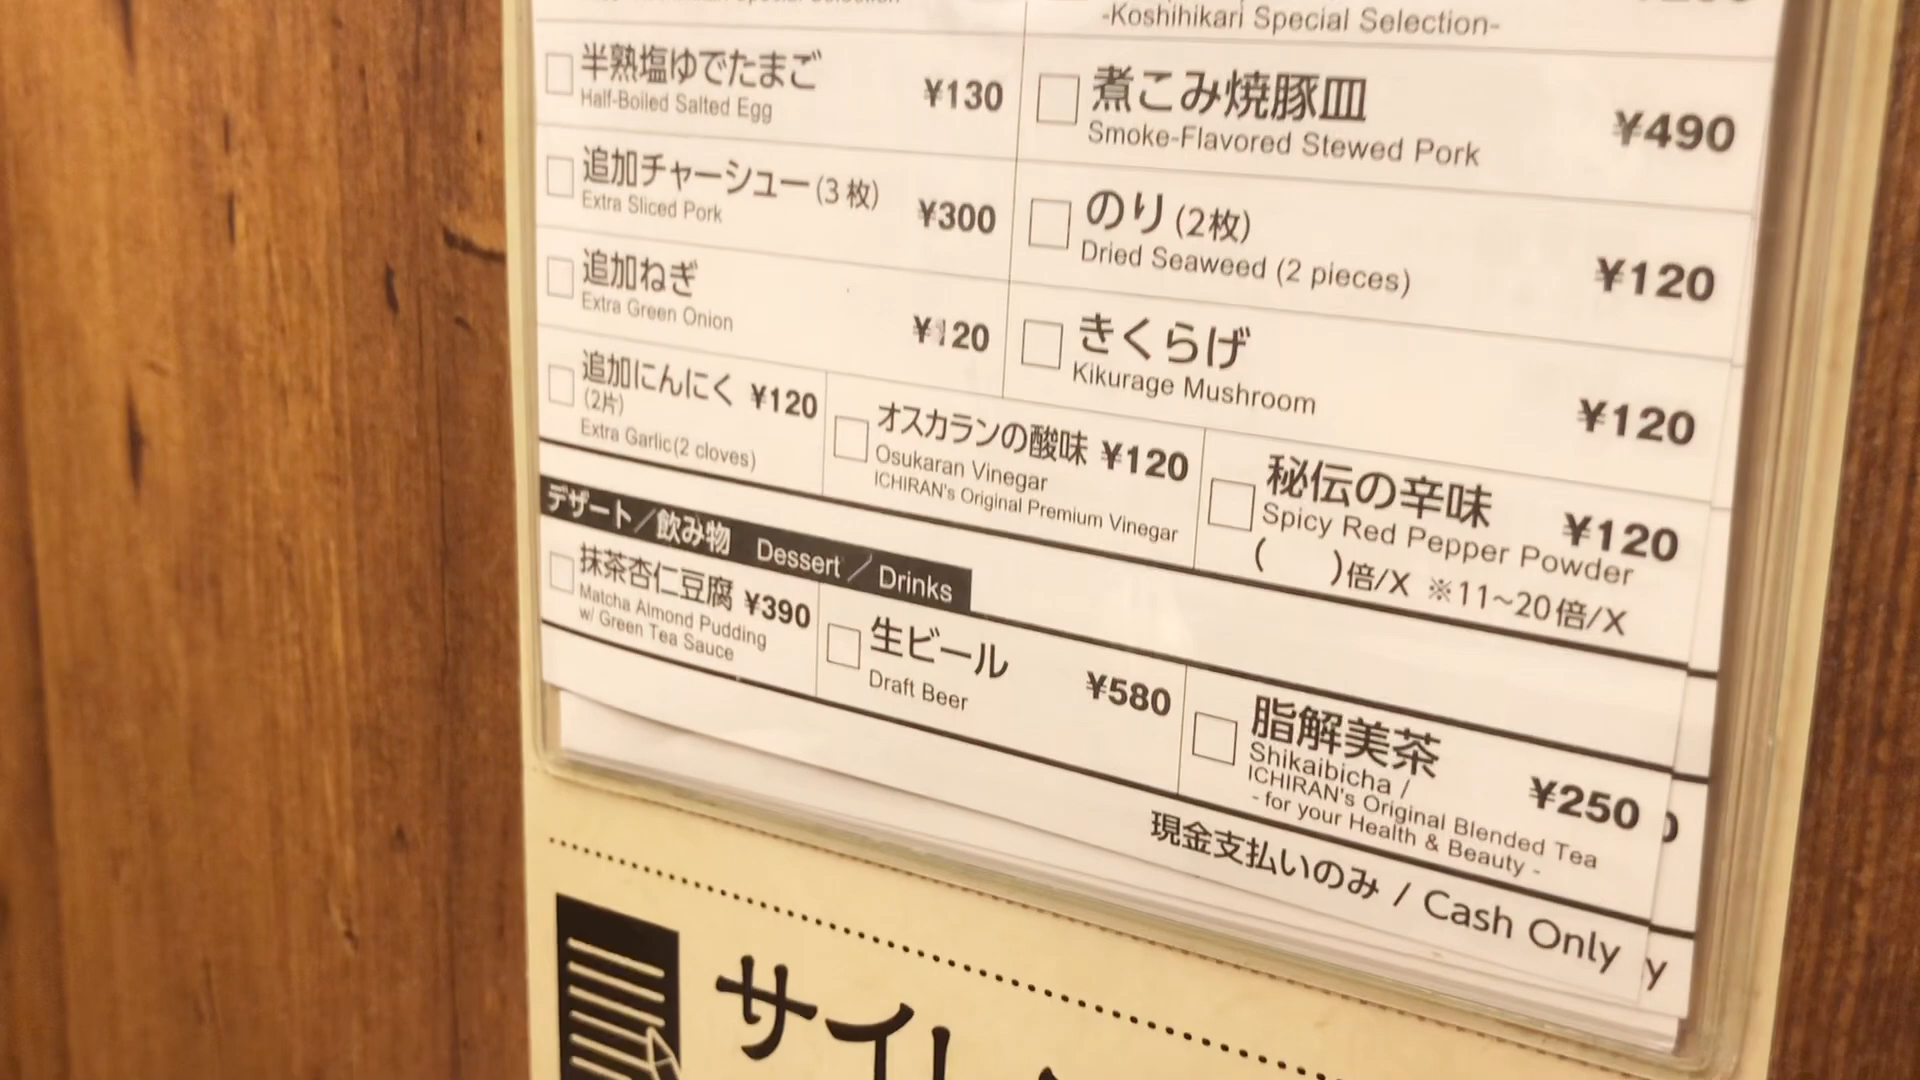 -Koshihikari Special Selection-
半熟塩ゆでたまご ¥130
Half-Boiled Salted Egg
煮こみ焼豚皿 ¥490
Smoke-Flavored Stewed Pork
追加チャーシュー(3枚) ¥300
Extra Sliced Pork
のり(2枚) ¥120
Dried Seaweed (2 pieces)
追加ねぎ ¥120
Extra Green Onion
きくらげ ¥120
Kikurage Mushroom
追加にんにく ¥120
(2片)
Extra Garlic(2 cloves)
オスカランの酸味 ¥120
Osukaran Vinegar
ICHIRAN's Original Premium Vinegar
秘伝の辛味 ¥120
Spicy Red Pepper Powder
( )倍/X ※11~20倍/X
デザート/飲み物 Dessert / Drinks
抹茶杏仁豆腐 ¥390
Matcha Almond Pudding
w/ Green Tea Sauce
生ビール ¥580
Draft Beer
脂解美茶 ¥250
Shikaibicha /
ICHIRAN's Original Blended Tea
- for your Health & Beauty -
現金支払いのみ / Cash Only
y
サイレ